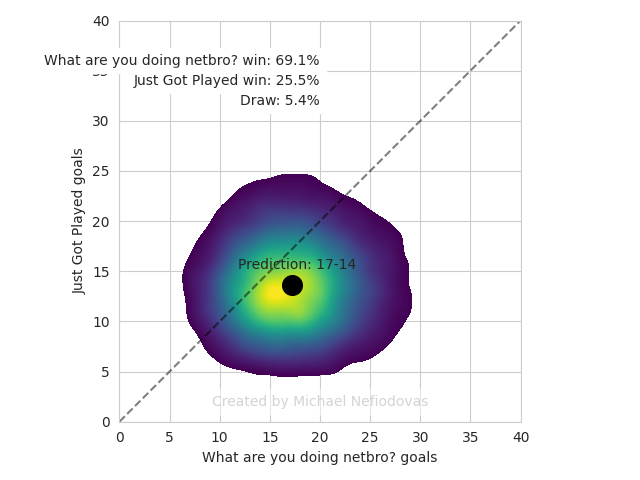 40
What are you doing netbro? win: 69.1%
Just Got Played win: 25.5%
Draw: 5.4%
30
25
20
15
10
5
0
Just Got Played goals
Prediction: 17-14
Created by Michael Nefiodovas
0 5 10 15 20 25 30 35 40
What are you doing netbro? goals